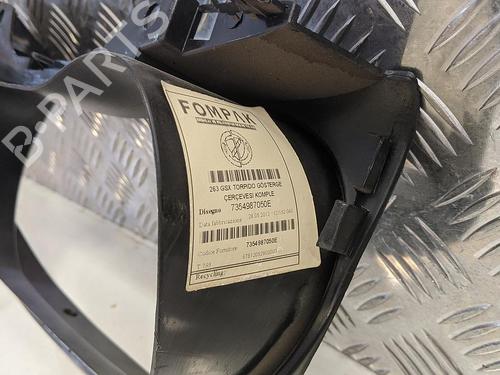 B-PARTS
FOMPAK
263 GSX TORPIDO GÖSTERGE
ÇERÇEVESI KOMPLE
Disegno 7354987050E
Data fabbricazione
Codice Fornitore 7354987050E
Recycling: